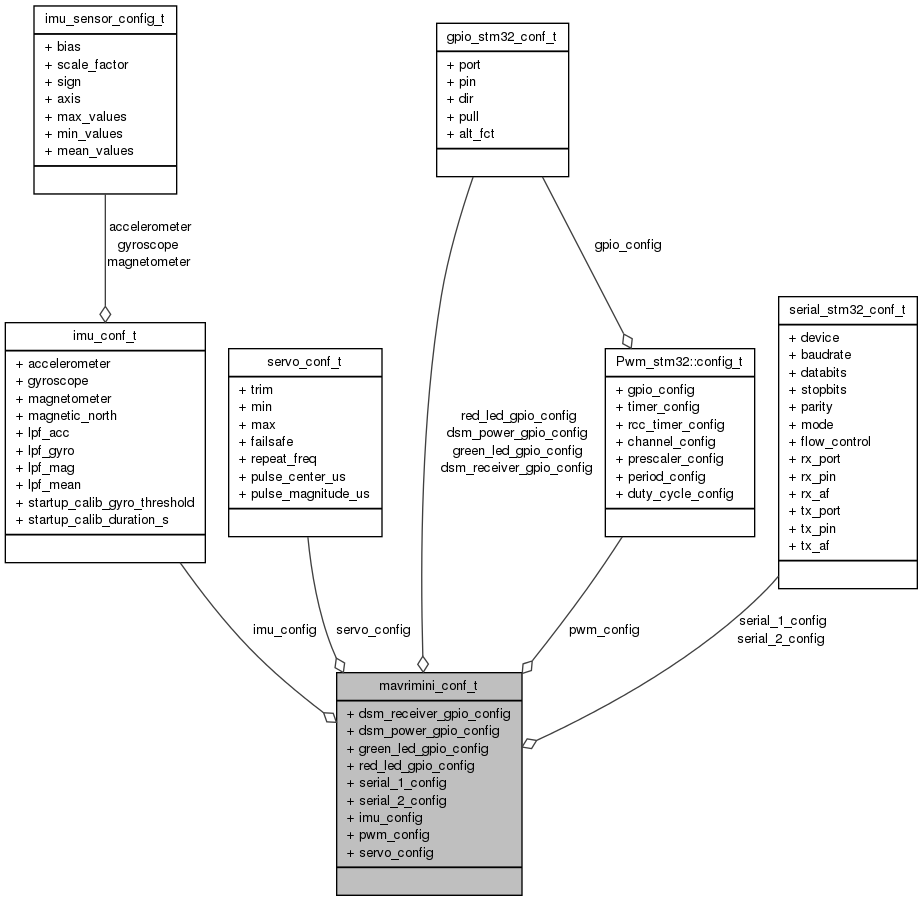 imu_sensor_config_t
+ bias
+ scale_factor
+ sign
+ axis
+ max_values
+ min_values
+ mean_values
gpio_stm32_conf_t
+ port
+ pin
+ dir
+ pull
+ alt_fct
accelerometer
gyroscope
magnetometer
gpio_config
imu_conf_t
+ accelerometer
+ gyroscope
+ magnetometer
+ magnetic_north
+ lpf_acc
+ lpf_gyro
+ lpf_mag
+ lpf_mean
+ startup_calib_gyro_threshold
+ startup_calib_duration_s
servo_conf_t
+ trim
+ min
+ max
+ failsafe
+ repeat_freq
+ pulse_center_us
+ pulse_magnitude_us
red_led_gpio_config
dsm_power_gpio_config
green_led_gpio_config
dsm_receiver_gpio_config
Pwm_stm32::config_t
+ gpio_config
+ timer_config
+ rcc_timer_config
+ channel_config
+ prescaler_config
+ period_config
+ duty_cycle_config
serial_stm32_conf_t
+ device
+ baudrate
+ databits
+ stopbits
+ parity
+ mode
+ flow_control
+ rx_port
+ rx_pin
+ rx_af
+ tx_port
+ tx_pin
+ tx_af
imu_config
servo_config
pwm_config
serial_1_config
serial_2_config
mavrimini_conf_t
+ dsm_receiver_gpio_config
+ dsm_power_gpio_config
+ green_led_gpio_config
+ red_led_gpio_config
+ serial_1_config
+ serial_2_config
+ imu_config
+ pwm_config
+ servo_config